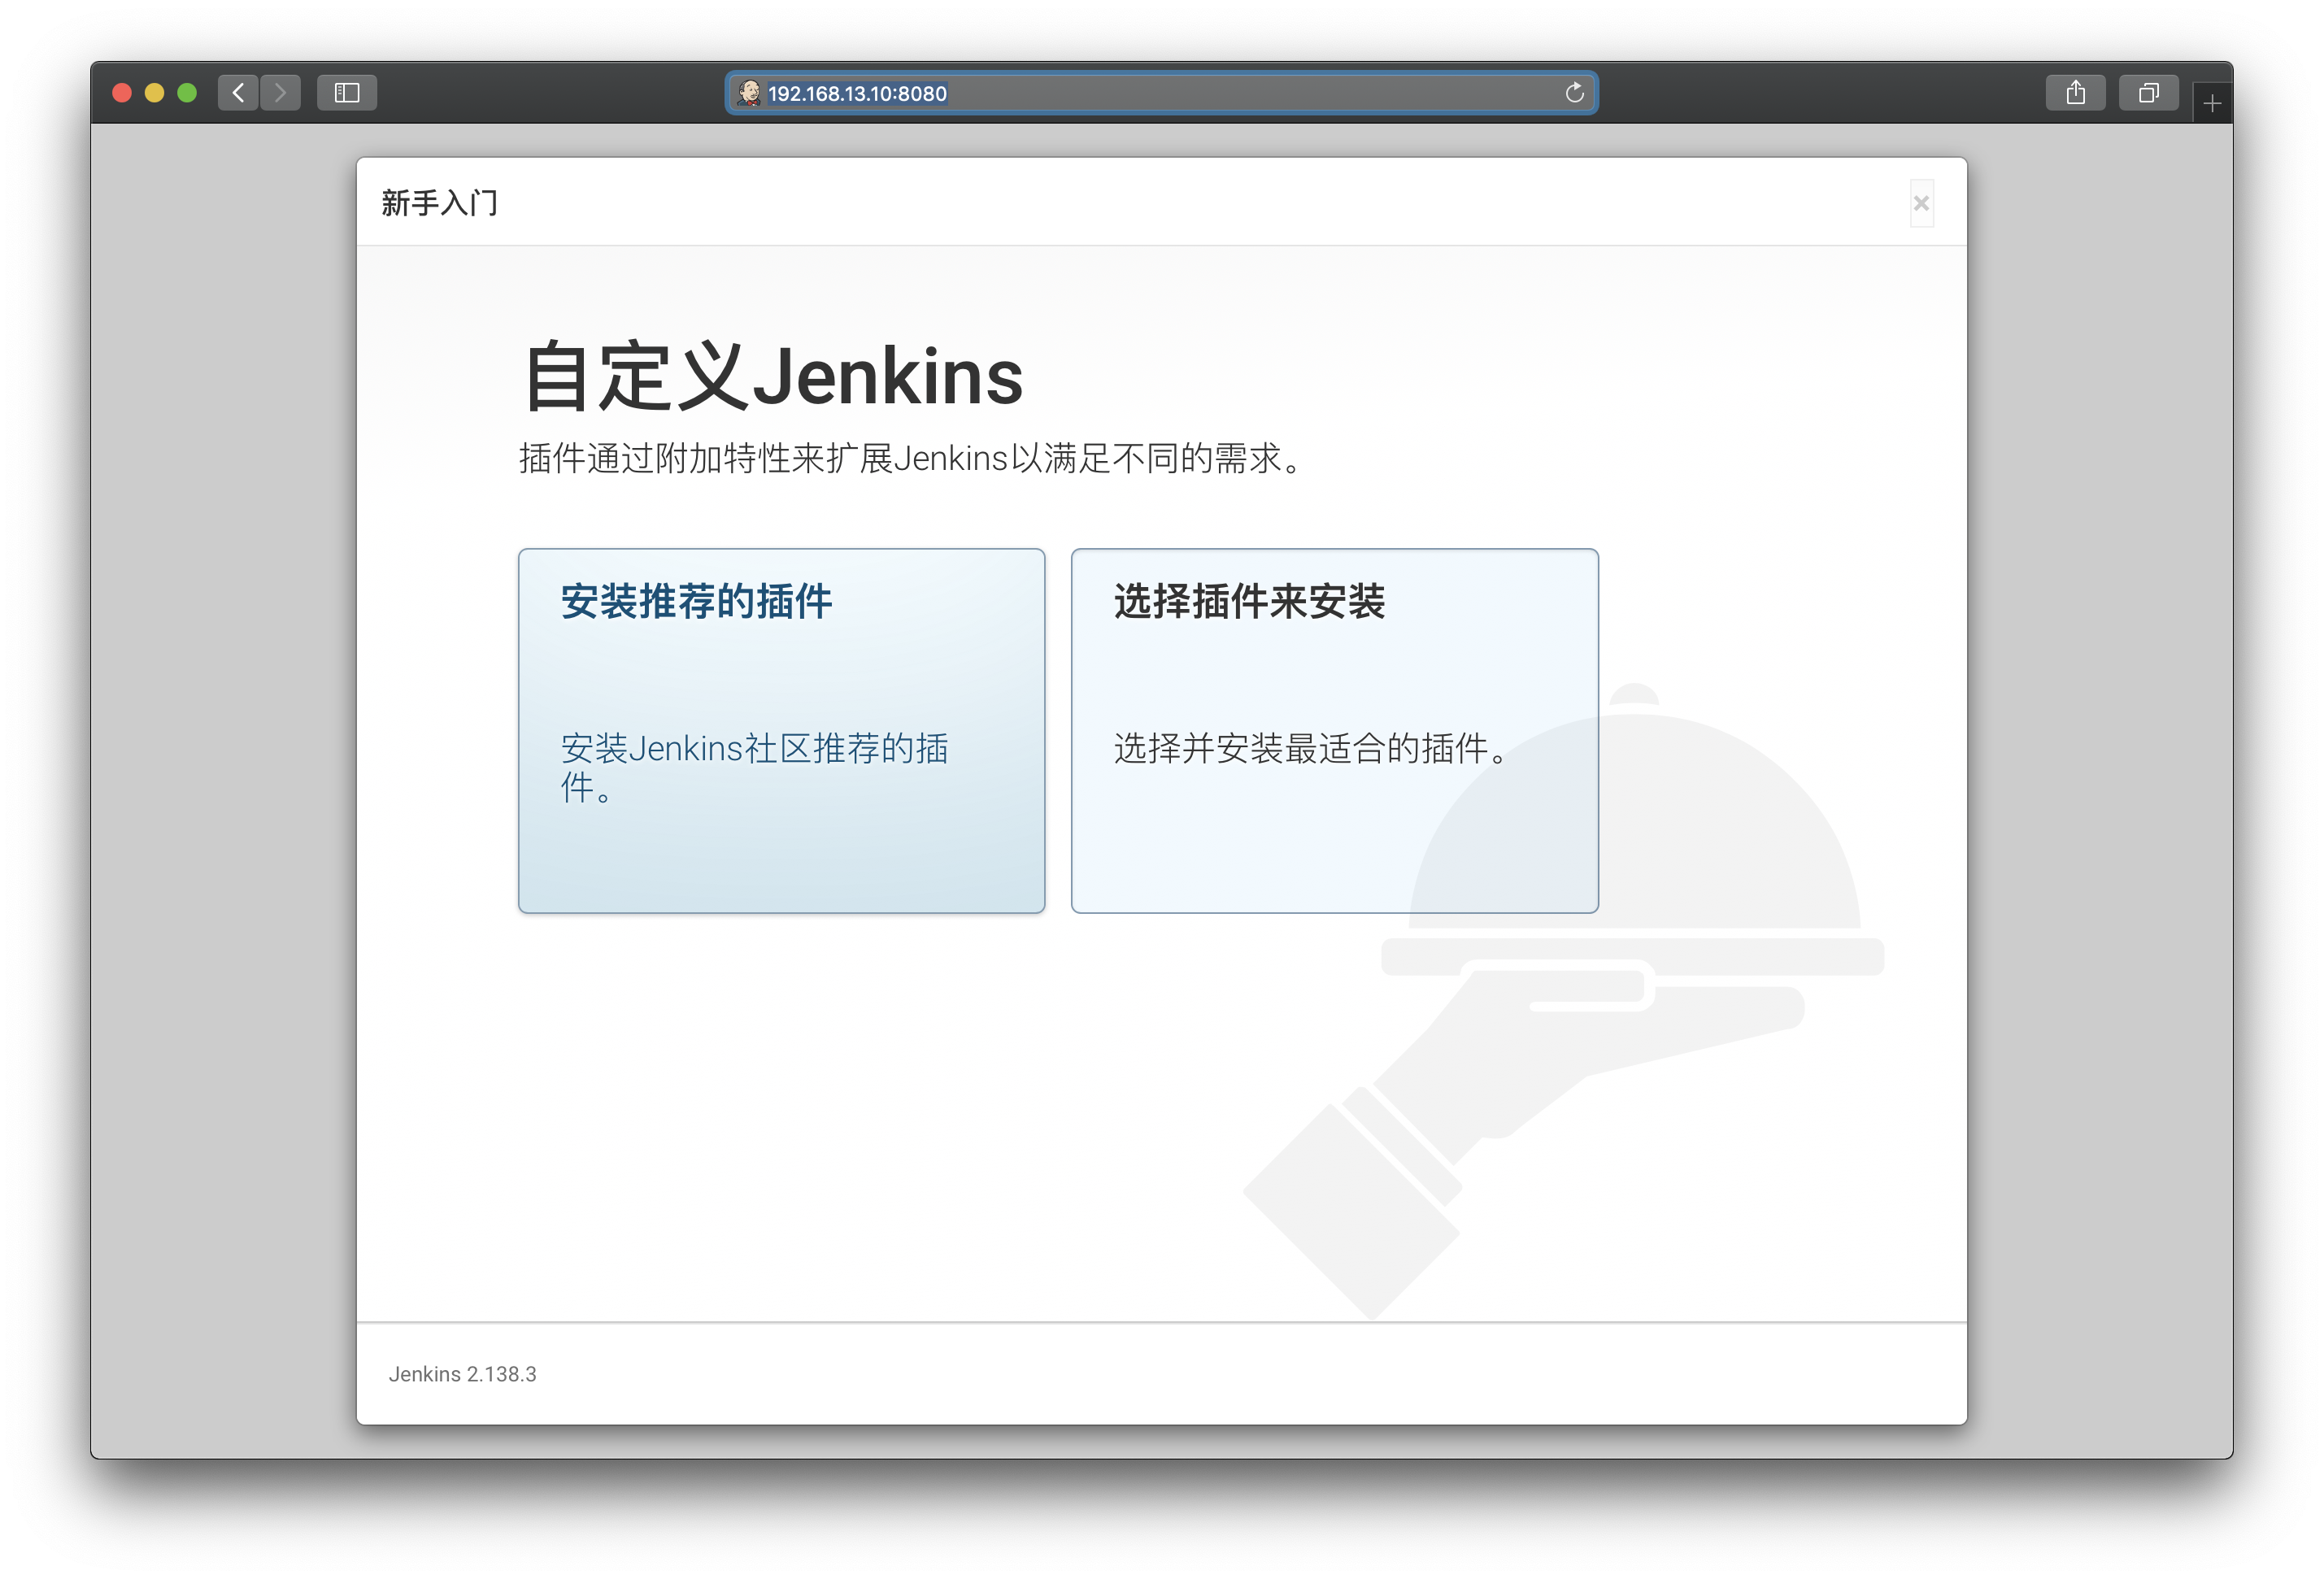 192.168.13.10:8080
新手入门
自定义Jenkins
插件通过附加特性来扩展Jenkins以满足不同的需求。
安装推荐的插件
安装Jenkins社区推荐的插
件。
选择插件来安装
选择并安装最适合的插件。
Jenkins 2.138.3